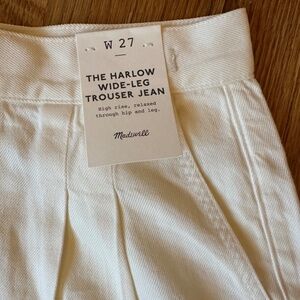 W 27
THE HARLOW
WIDE-LEG
TROUSER JEAN
High rise, relaxed
through hip and leg.
Madewell